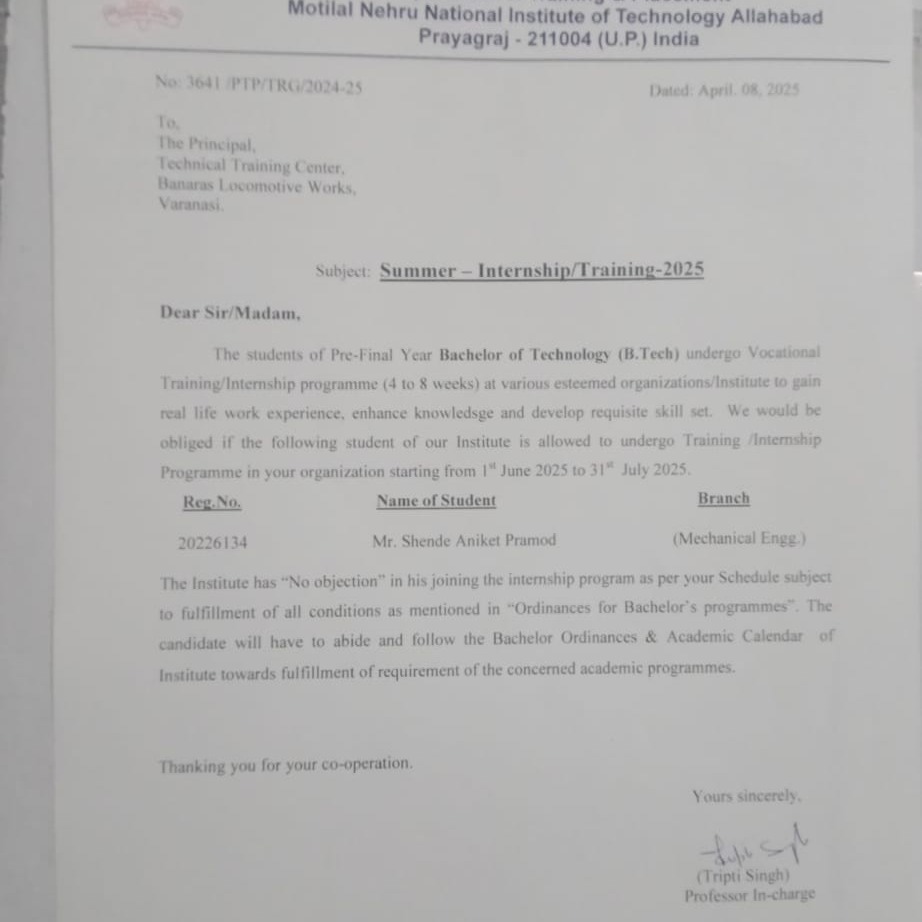 Motilal Nehru National Institute of Technology Allahabad
Prayagraj - 211004 (U.P.) India
No: 3641 /PTP/TRG/2024-25
Dated: April. 08, 2025
To,
The Principal,
Technical Training Center,
Banaras Locomotive Works,
Varanasi.
Subject: Summer – Internship/Training-2025
Dear Sir/Madam,
The students of Pre-Final Year Bachelor of Technology (B.Tech) undergo Vocational
Training/Internship programme (4 to 8 weeks) at various esteemed organizations/Institute to gain
real life work experience, enhance knowledsge and develop requisite skill set. We would be
obliged if the following student of our Institute is allowed to undergo Training /Internship
Programme in your organization starting from 1st June 2025 to 31st July 2025.
Reg.No. Name of Student Branch
20226134 Mr. Shende Aniket Pramod (Mechanical Engg.)
The Institute has “No objection” in his joining the internship program as per your Schedule subject
to fulfillment of all conditions as mentioned in “Ordinances for Bachelor’s programmes”. The
candidate will have to abide and follow the Bachelor Ordinances & Academic Calendar of
Institute towards fulfillment of requirement of the concerned academic programmes.
Thanking you for your co-operation.
Yours sincerely,
(Tripti Singh)
Professor In-charge